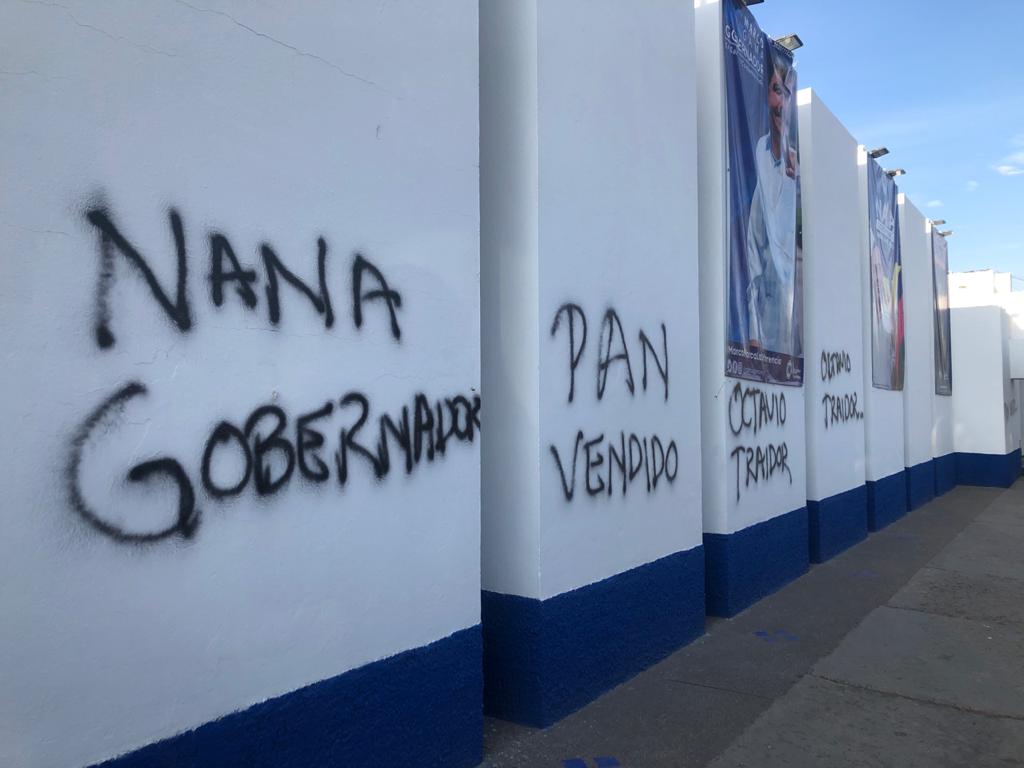 NANA
GOBERNADOR
PAN
VENDIDO
OCTAVIO
TRAIDOR
OCTAVIO
TRAIDOR..